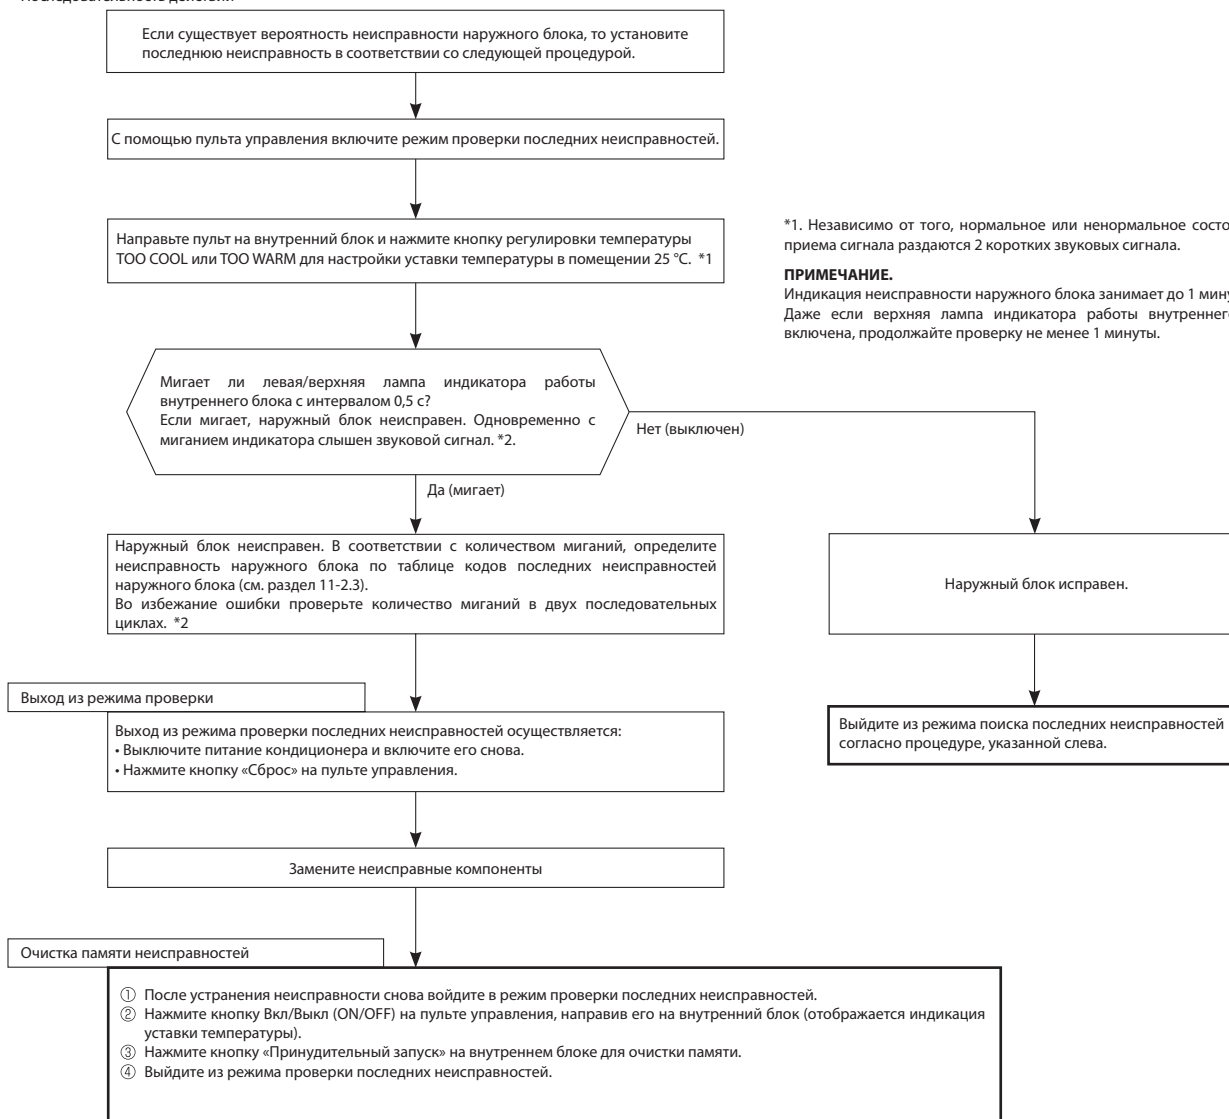 Если существует вероятность неисправности наружного блока, то установите
последнюю неисправность в соответствии со следующей процедурой.
С помощью пульта управления включите режим проверки последних неисправностей.
Направьте пульт на внутренний блок и нажмите кнопку регулировки температуры
TOO COOL или TOO WARM для настройки уставки температуры в помещении 25 °C. *1
*1. Независимо от того, нормальное или ненормальное состо
приема сигнала раздаются 2 коротких звуковых сигнала.
ПРИМЕЧАНИЕ.
Индикация неисправности наружного блока занимает до 1 мину
Даже если верхняя лампа индикатора работы внутреннег
включена, продолжайте проверку не менее 1 минуты.
Мигает ли левая/верхняя лампа индикатора работы
внутреннего блока с интервалом 0,5 с?
Если мигает, наружный блок неисправен. Одновременно с
миганием индикатора слышен звуковой сигнал. *2.
Нет (выключен)
Да (мигает)
Наружный блок неисправен. В соответствии с количеством миганий, определите
неисправность наружного блока по таблице кодов последних неисправностей
наружного блока (см. раздел 11-2.3).
Во избежание ошибки проверьте количество миганий в двух последовательных
циклах. *2
Наружный блок исправен.
Выход из режима проверки
Выход из режима проверки последних неисправностей осуществляется:
• Выключите питание кондиционера и включите его снова.
• Нажмите кнопку «Сброс» на пульте управления.
Выйдите из режима поиска последних неисправностей
согласно процедуре, указанной слева.
Замените неисправные компоненты
Очистка памяти неисправностей
① После устранения неисправности снова войдите в режим проверки последних неисправностей.
② Нажмите кнопку Вкл/Выкл (ON/OFF) на пульте управления, направив его на внутренний блок (отображается индикация
уставки температуры).
③ Нажмите кнопку «Принудительный запуск» на внутреннем блоке для очистки памяти.
④ Выйдите из режима проверки последних неисправностей.